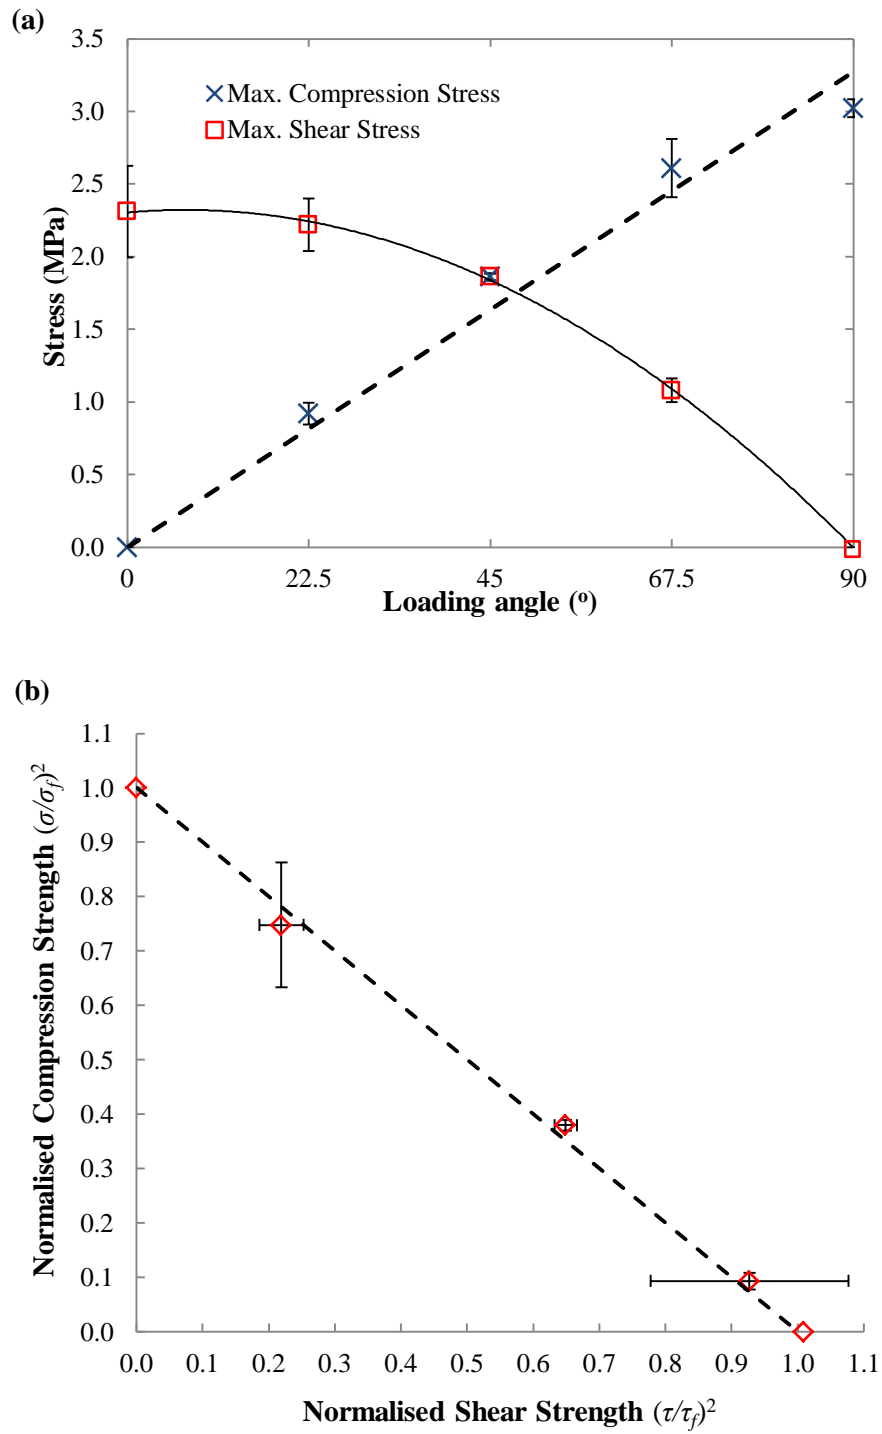 (a)
3.5
3.0
2.5
2.0
1.5
1.0
0.5
0.0
Stress (MPa)
Max. Compression Stress
Max. Shear Stress
0 22.5 45 67.5 90
Loading angle (º)
(b)
1.1
1.0
0.9
0.8
0.7
0.6
0.5
0.4
0.3
0.2
0.1
0.0
Normalised Compression Strength (σ/σf)²
0.0 0.1 0.2 0.3 0.4 0.5 0.6 0.7 0.8 0.9 1.0 1.1
Normalised Shear Strength (τ/τf)²